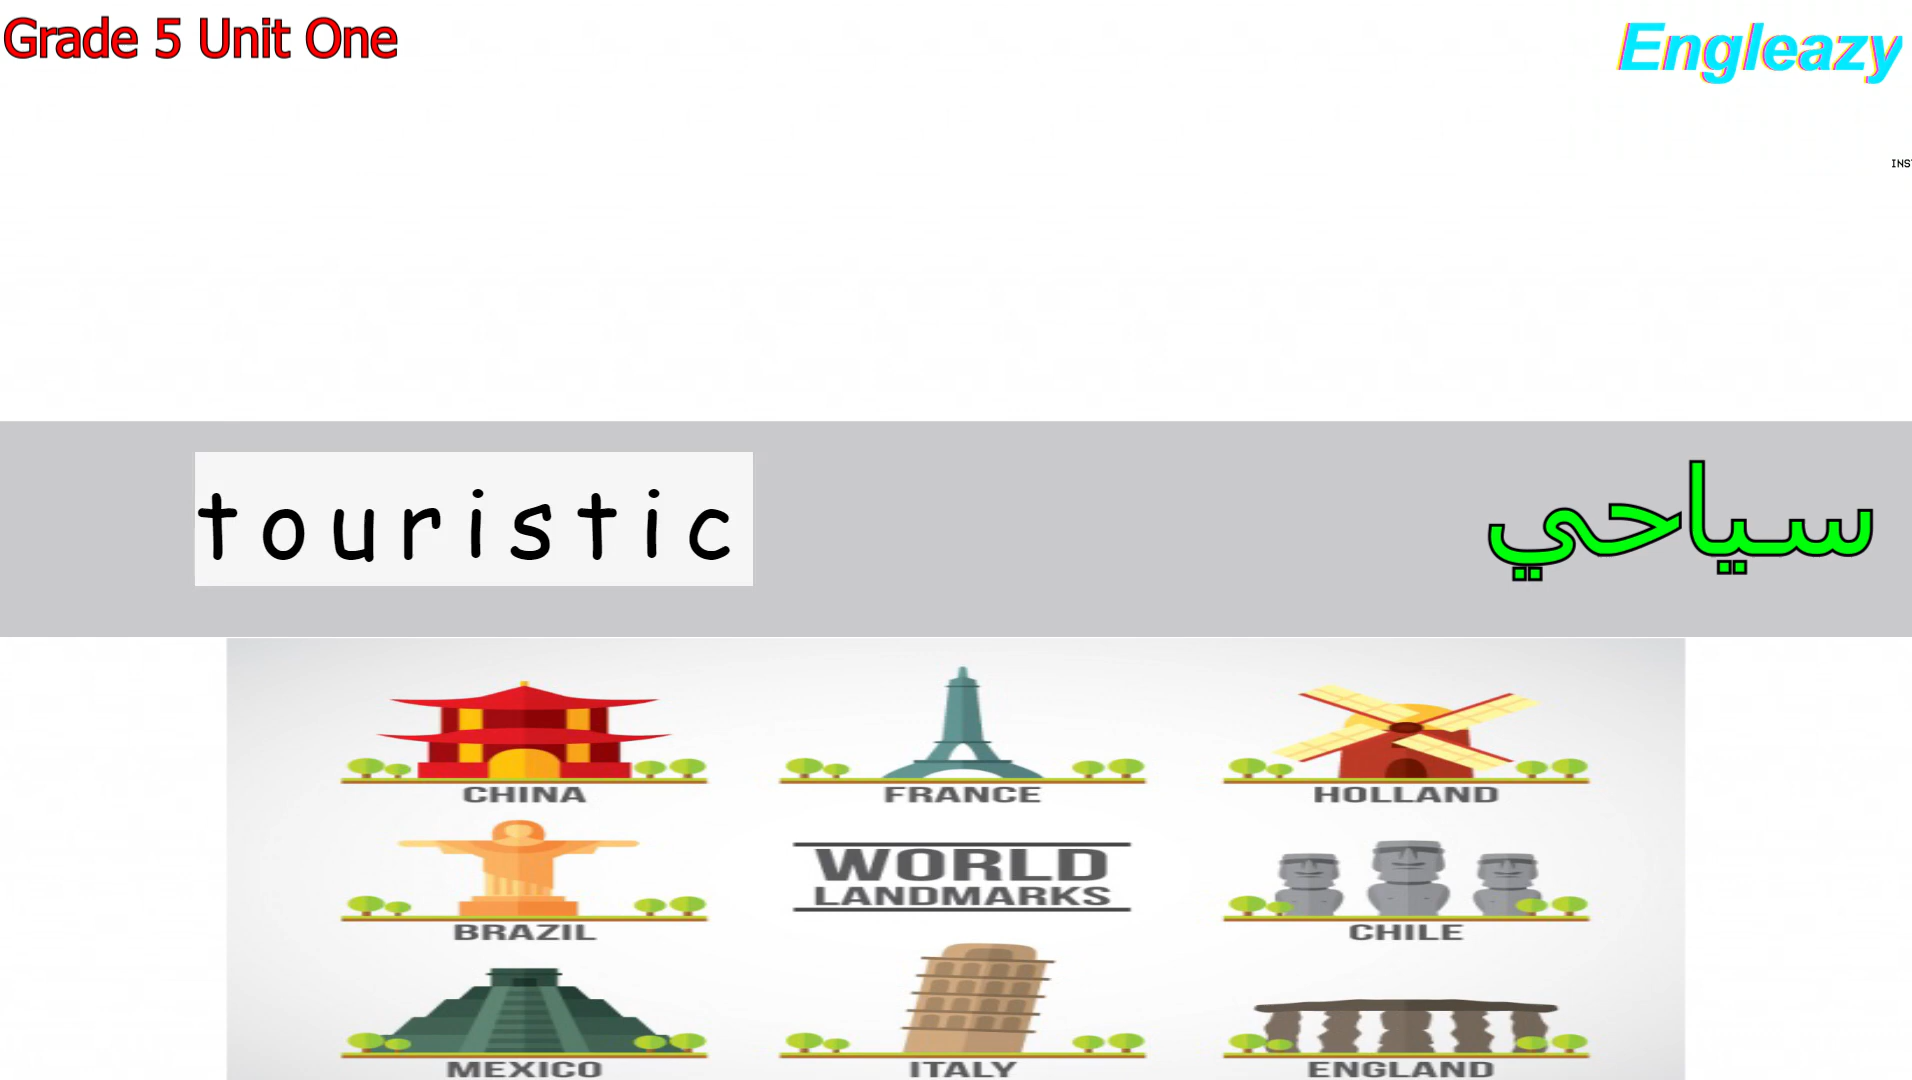 Grade 5 Unit One
Engleazy
touristic
سياحي
CHINA
FRANCE
HOLLAND
BRAZIL
WORLD
LANDMARKS
CHILE
MEXICO
ITALY
ENGLAND